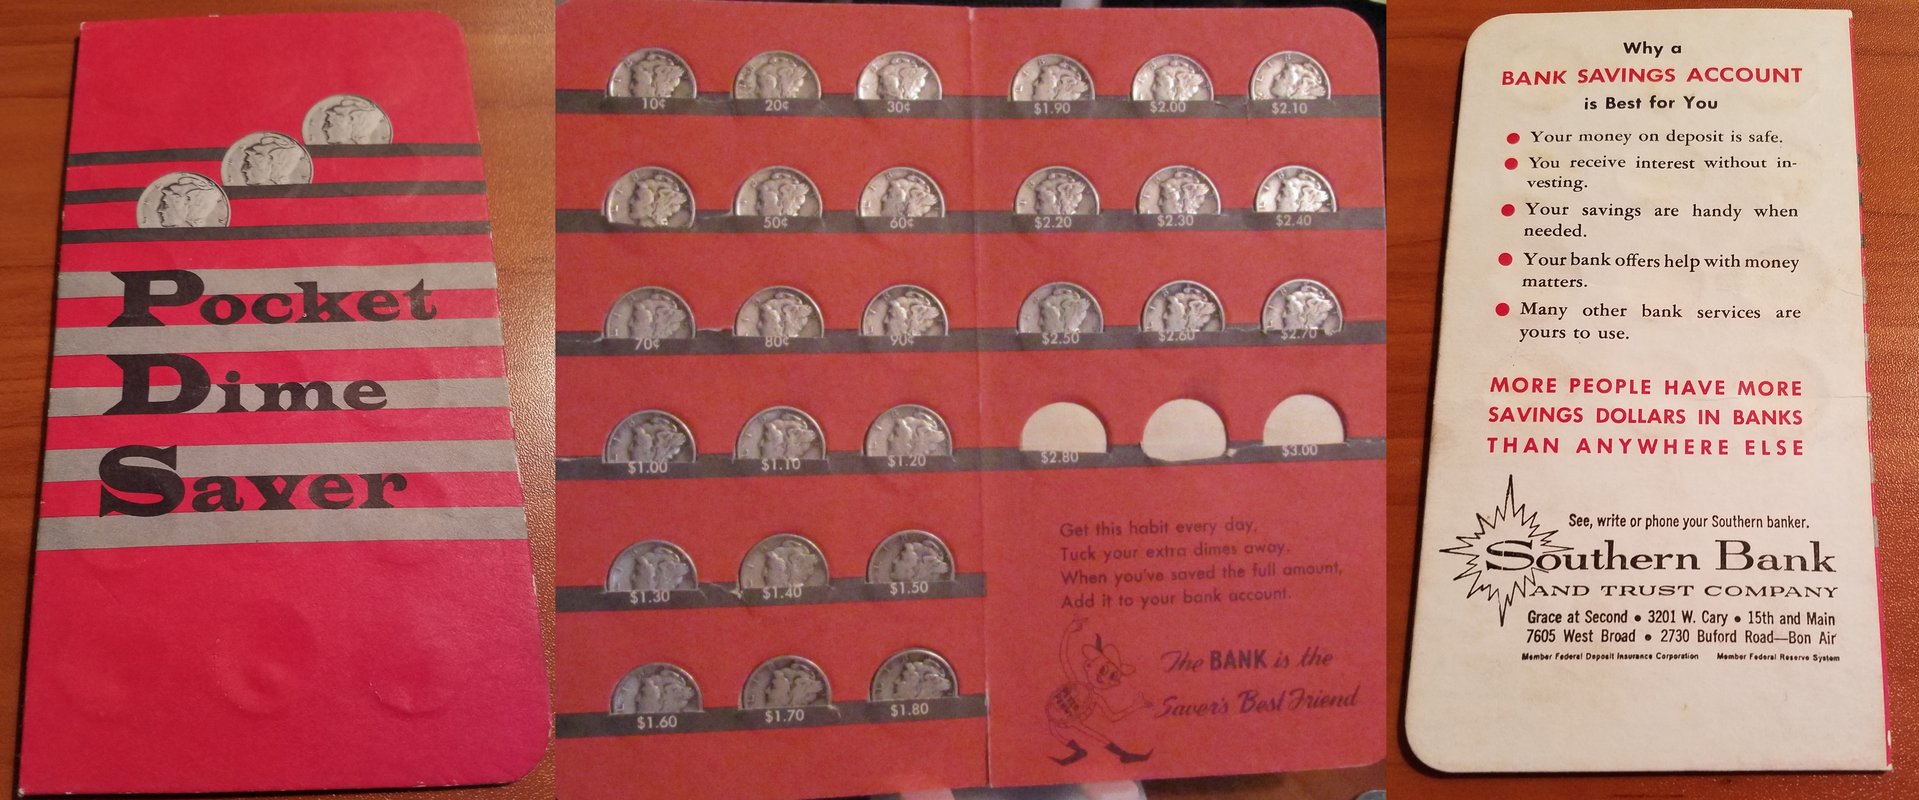 Pocket
Dime
Saver
10¢ 20¢ 30¢
50¢ 60¢
70¢ 80¢ 90¢
$1.00 $1.10 $1.20
$1.30 $1.40 $1.50
$1.60 $1.70 $1.80
$1.90 $2.00 $2.10
$2.20 $2.30 $2.40
$2.50 $2.60 $2.70
$2.80 $3.00
Get this habit every day,
Tuck your extra dimes away.
When you've saved the full amount,
Add it to your bank account.
The BANK is the
Saver's Best Friend
Why a
BANK SAVINGS ACCOUNT
is Best for You
• Your money on deposit is safe.
• You receive interest without in-
vesting.
• Your savings are handy when
needed.
• Your bank offers help with money
matters.
• Many other bank services are
yours to use.
MORE PEOPLE HAVE MORE
SAVINGS DOLLARS IN BANKS
THAN ANYWHERE ELSE
See, write or phone your Southern banker.
Southern Bank
AND TRUST COMPANY
Grace at Second • 3201 W. Cary • 15th and Main
7605 West Broad • 2730 Buford Road—Bon Air
Member Federal Deposit Insurance Corporation Member Federal Reserve System